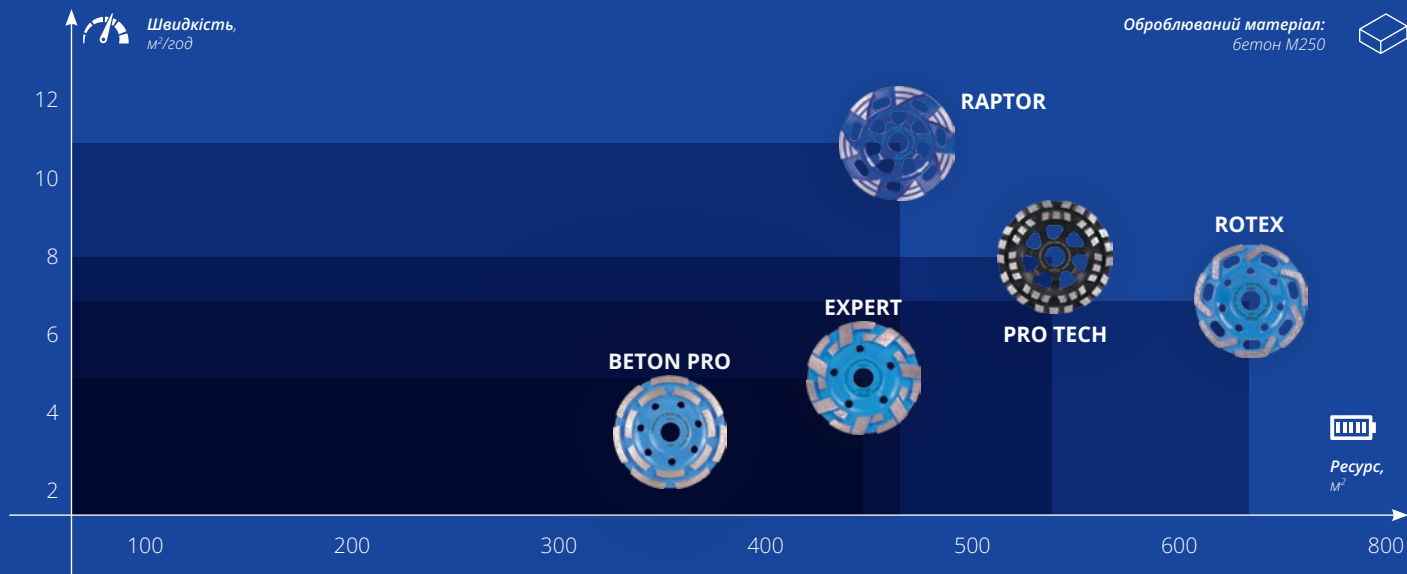 Швидкість,
м²/год
Оброблюваний матеріал:
бетон М250
12
RAPTOR
10
ROTEX
8
EXPERT
6
PRO TECH
BETON PRO
4
Ресурс,
м²
2
100 200 300 400 500 600 800